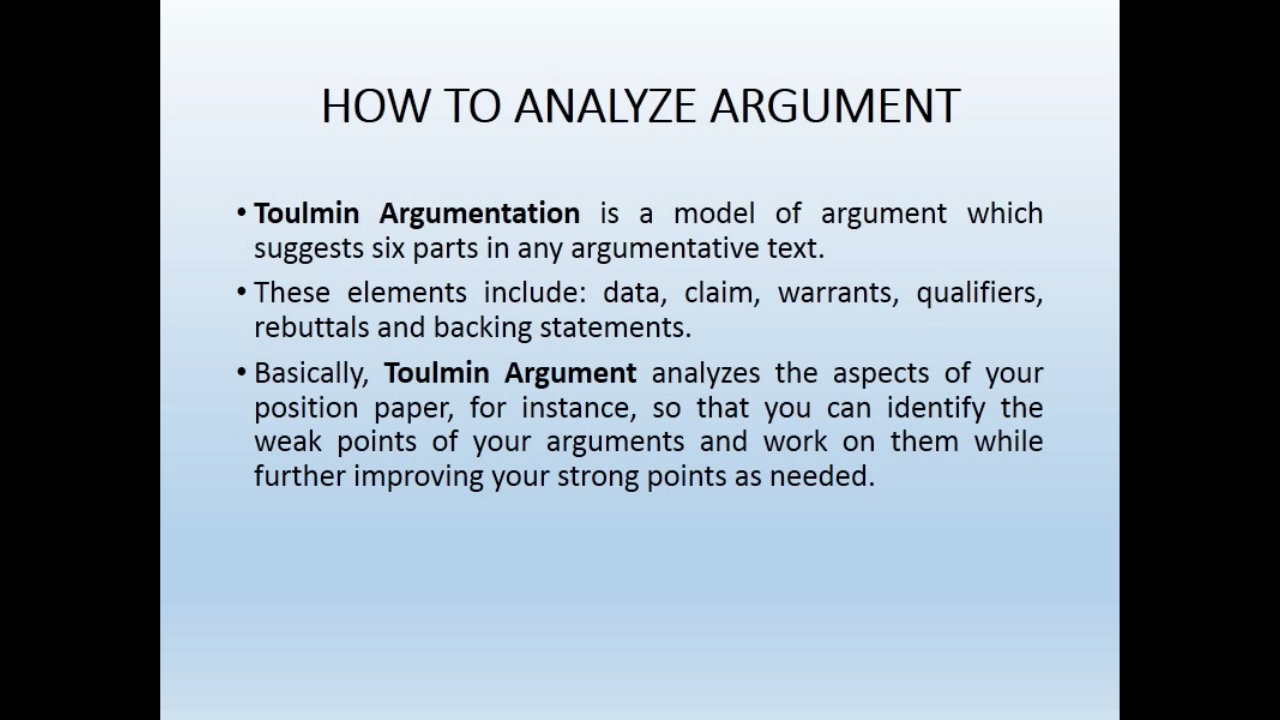 HOW TO ANALYZE ARGUMENT
• Toulmin Argumentation is a model of argument which
suggests six parts in any argumentative text.
• These elements include: data, claim, warrants, qualifiers,
rebuttals and backing statements.
• Basically, Toulmin Argument analyzes the aspects of your
position paper, for instance, so that you can identify the
weak points of your arguments and work on them while
further improving your strong points as needed.